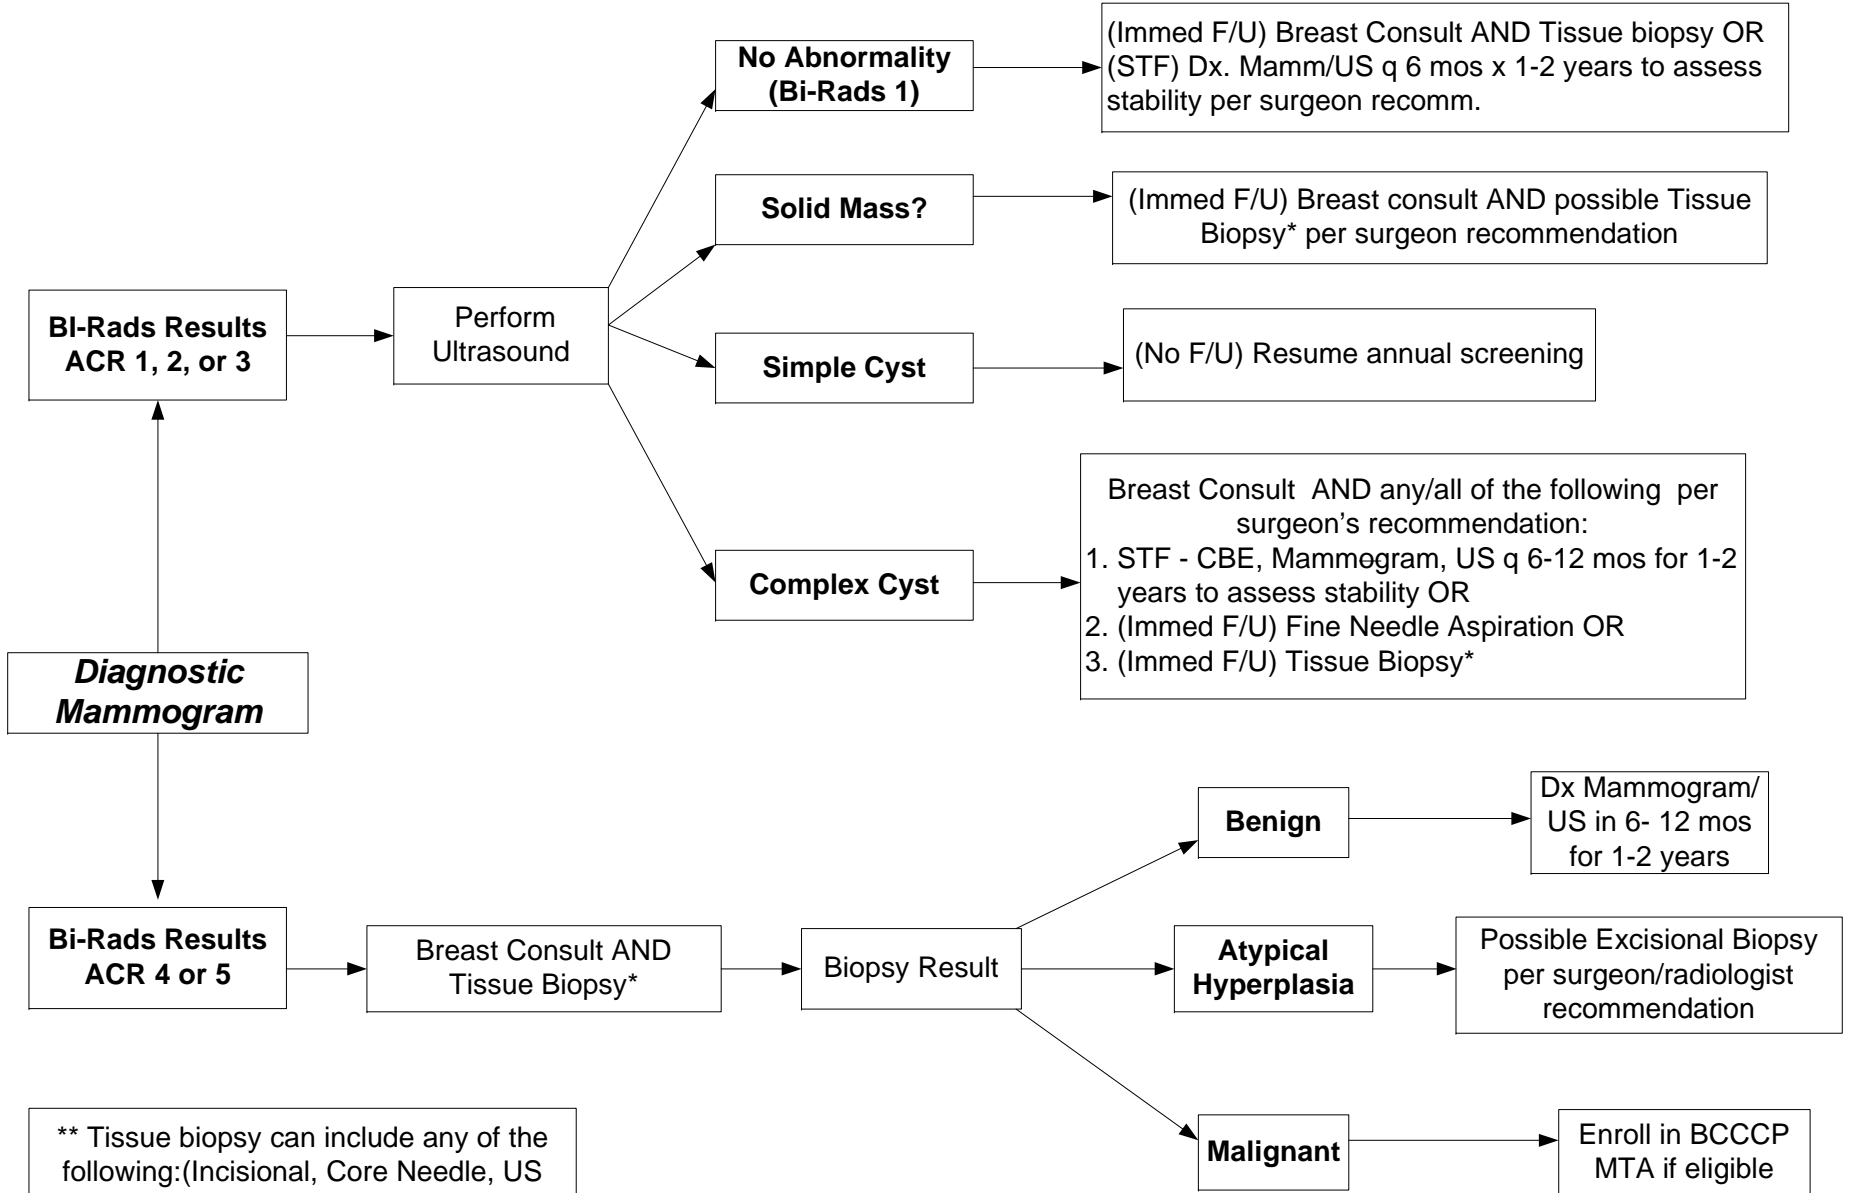 No Abnormality
(Bi-Rads 1)
(Immed F/U) Breast Consult AND Tissue biopsy OR
(STF) Dx. Mamm/US q 6 mos x 1-2 years to assess
stability per surgeon recomm.
Solid Mass?
(Immed F/U) Breast consult AND possible Tissue
Biopsy* per surgeon recommendation
BI-Rads Results
ACR 1, 2, or 3
Perform
Ultrasound
Simple Cyst
(No F/U) Resume annual screening
Complex Cyst
Breast Consult AND any/all of the following per
surgeon's recommendation:
1. STF - CBE, Mammogram, US q 6-12 mos for 1-2
years to assess stability OR
2. (Immed F/U) Fine Needle Aspiration OR
3. (Immed F/U) Tissue Biopsy*
Diagnostic
Mammogram
Bi-Rads Results
ACR 4 or 5
Breast Consult AND
Tissue Biopsy*
Biopsy Result
Benign
Dx Mammogram/
US in 6- 12 mos
for 1-2 years
Atypical
Hyperplasia
Possible Excisional Biopsy
per surgeon/radiologist
recommendation
Malignant
Enroll in BCCCP
MTA if eligible
** Tissue biopsy can include any of the
following:(Incisional, Core Needle, US